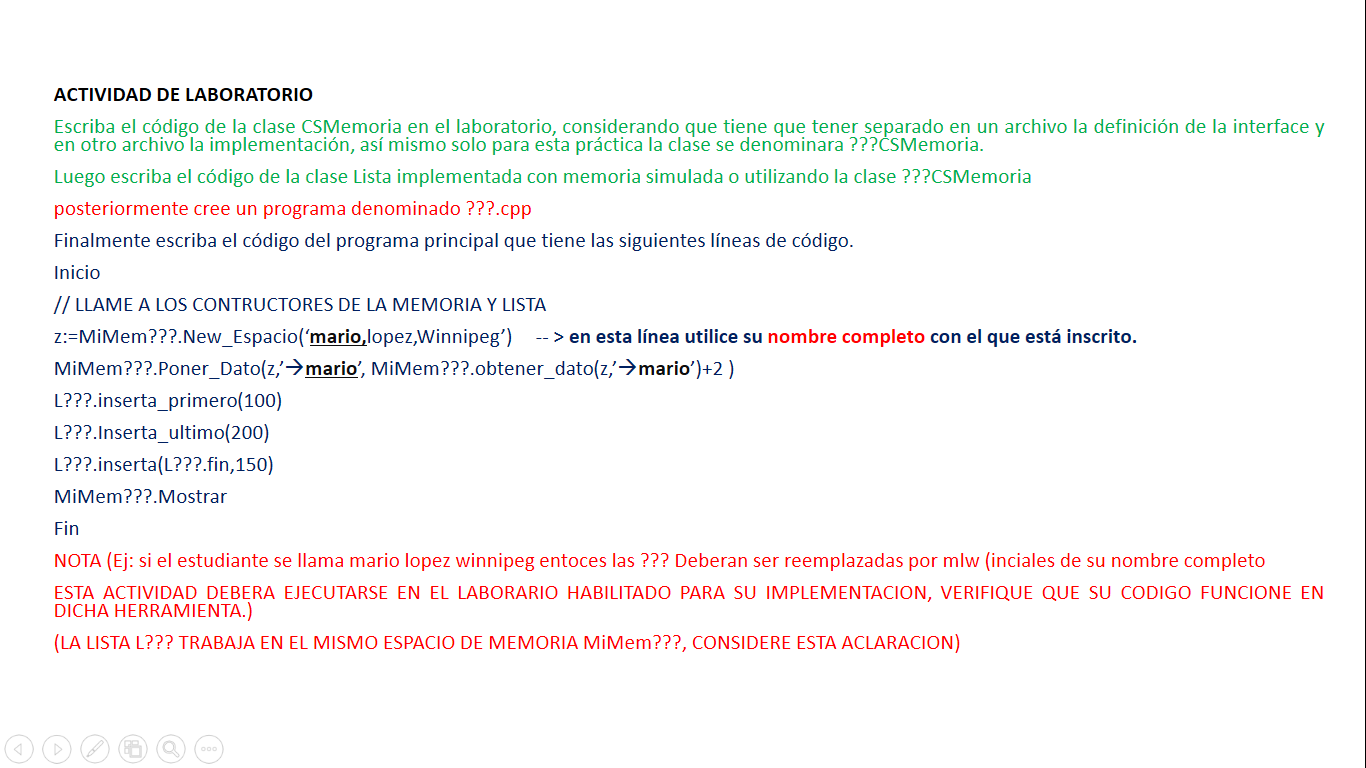 ACTIVIDAD DE LABORATORIO
Escriba el código de la clase CSMemoria en el laboratorio, considerando que tiene que tener separado en un archivo la definición de la interface y
en otro archivo la implementación, así mismo solo para esta práctica la clase se denominara ???CSMemoria.
Luego escriba el código de la clase Lista implementada con memoria simulada o utilizando la clase ???CSMemoria
posteriormente cree un programa denominado ???.cpp
Finalmente escriba el código del programa principal que tiene las siguientes líneas de código.
Inicio
// LLAME A LOS CONTRUCTORES DE LA MEMORIA Y LISTA
z:=MiMem???.New_Espacio(‘mario,lopez,Winnipeg’) -- > en esta línea utilice su nombre completo con el que está inscrito.
MiMem???.Poner_Dato(z,’→mario’, MiMem???.obtener_dato(z,’→mario’)+2 )
L???.inserta_primero(100)
L???.Inserta_ultimo(200)
L???.inserta(L???.fin,150)
MiMem???.Mostrar
Fin
NOTA (Ej: si el estudiante se llama mario lopez winnipeg entoces las ??? Deberan ser reemplazadas por mlw (inciales de su nombre completo
ESTA ACTIVIDAD DEBERA EJECUTARSE EN EL LABORARIO HABILITADO PARA SU IMPLEMENTACION, VERIFIQUE QUE SU CODIGO FUNCIONE EN
DICHA HERRAMIENTA.)
(LA LISTA L??? TRABAJA EN EL MISMO ESPACIO DE MEMORIA MiMem???, CONSIDERE ESTA ACLARACION)